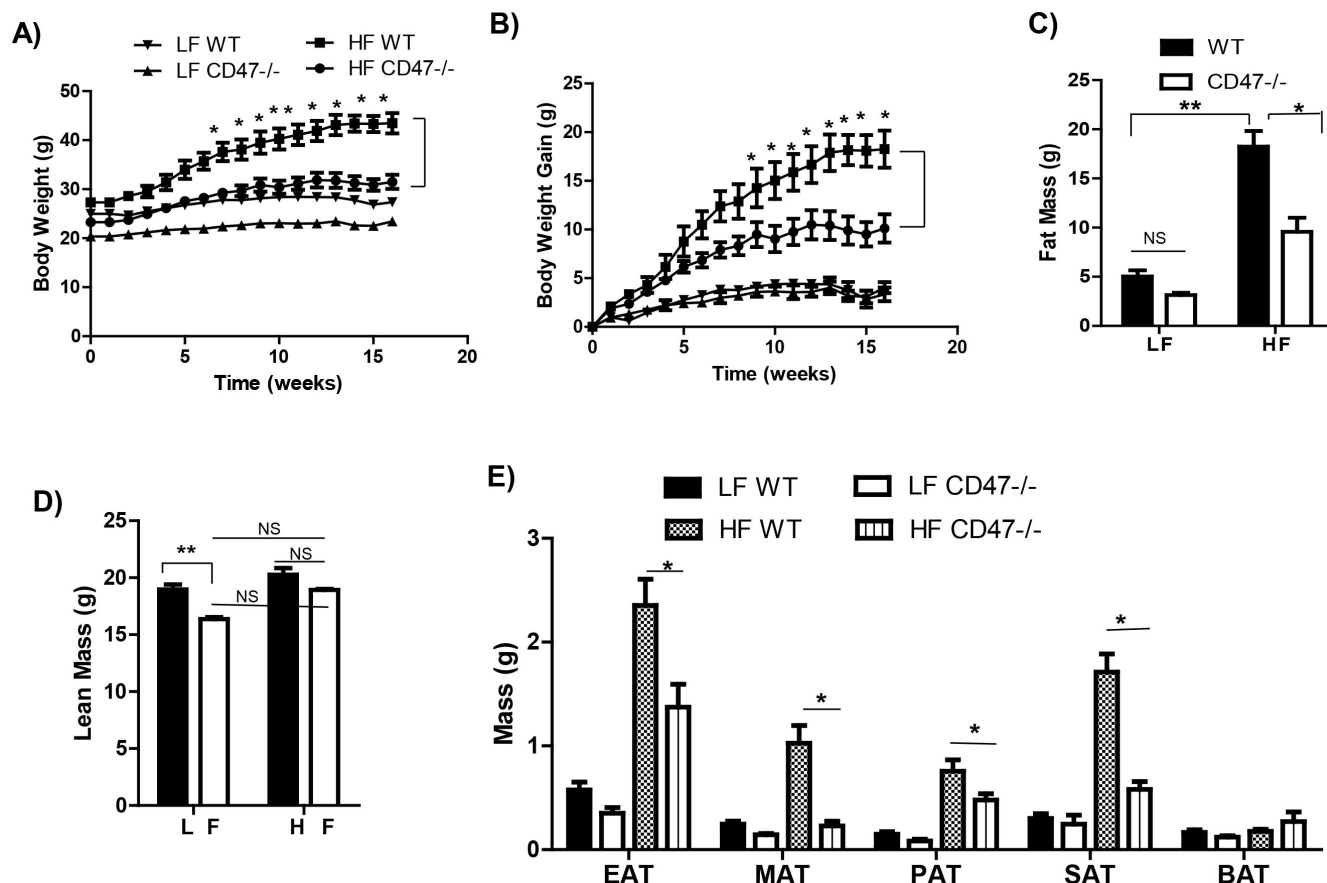 A)
LF WT
HF WT
LF CD47-/-
HF CD47-/-
Body Weight (g)
50
40
30
20
10
0
* * * * * * * * *
0 5 10 15 20
Time (weeks)
B)
Body Weight Gain (g)
25
20
15
10
5
0
* * * * * * * *
0 5 10 15 20
Time (weeks)
C)
WT
CD47-/-
Fat Mass (g)
25
20
15
10
5
0
** *
NS
LF HF
D)
Lean Mass (g)
25
20
15
10
5
0
NS
** NS
NS
L F H F
E)
LF WT
LF CD47-/-
HF WT
HF CD47-/-
Mass (g)
3
2
1
0
*
*
*
*
EAT MAT PAT SAT BAT